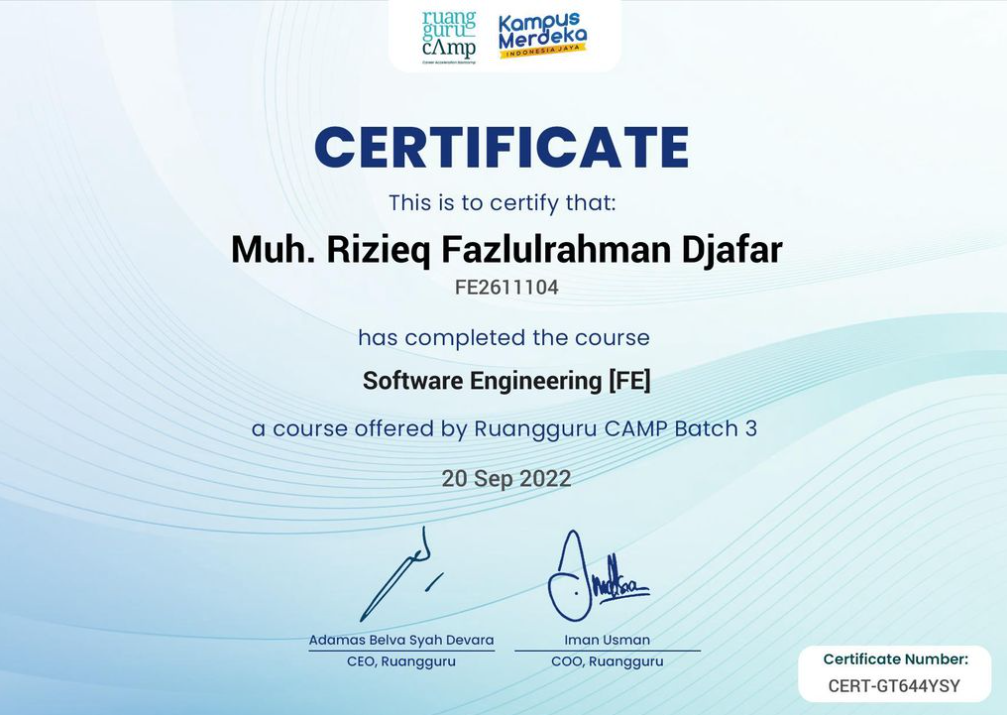 ruang
guru
cAmp
Career Acceleration Bootcamp
Kampus
Merdeka
INDONESIA JAYA
CERTIFICATE
This is to certify that:
Muh. Rizieq Fazlulrahman Djafar
FE2611104
has completed the course
Software Engineering [FE]
a course offered by Ruangguru CAMP Batch 3
20 Sep 2022
Adamas Belva Syah Devara
CEO, Ruangguru
Iman Usman
COO, Ruangguru
Certificate Number:
CERT-GT644YSY